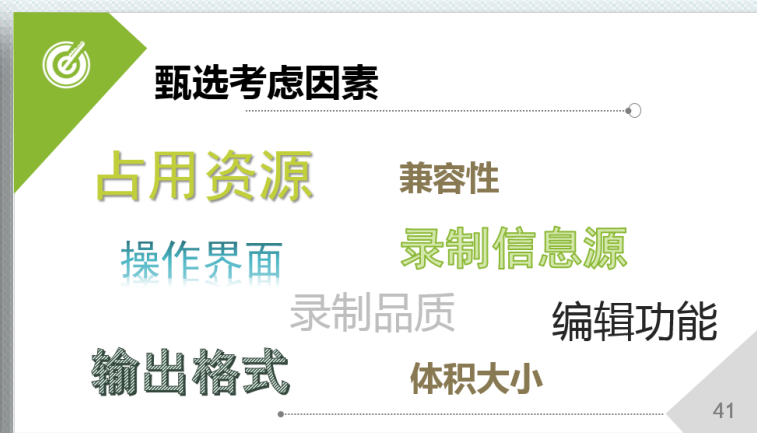 甄选考虑因素
占用资源
兼容性
操作界面
录制信息源
录制品质
编辑功能
输出格式
体积大小
41